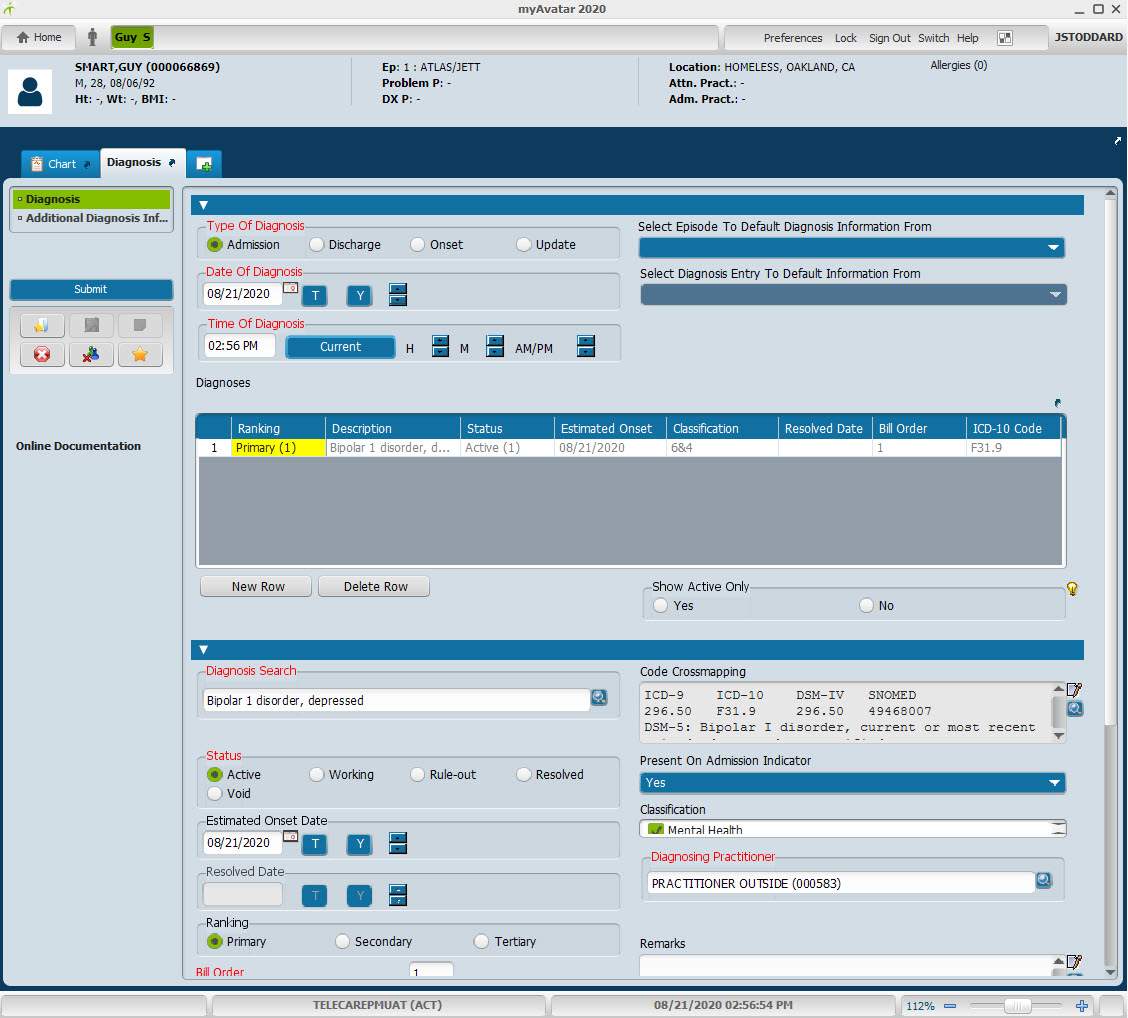 myAvatar 2020
Home
Guy S
Preferences Lock Sign Out Switch Help
JSTODDARD
SMART,GUY (000066869)
M, 28, 08/06/92
Ht: -, Wt: -, BMI: -
Ep: 1 : ATLAS/JETT
Problem P: -
DX P: -
Location: HOMELESS, OAKLAND, CA
Attn. Pract.: -
Adm. Pract.: -
Allergies (0)
Chart
Diagnosis
Diagnosis
Additional Diagnosis Inf...
Submit
Online Documentation
Type Of Diagnosis
Admission Discharge Onset Update
Select Episode To Default Diagnosis Information From
Date Of Diagnosis
08/21/2020 T Y
Select Diagnosis Entry To Default Information From
Time Of Diagnosis
02:56 PM Current H M AM/PM
Diagnoses
Ranking Description Status Estimated Onset Classification Resolved Date Bill Order ICD-10 Code
1 Primary (1) Bipolar 1 disorder, d... Active (1) 08/21/2020 6&4 1 F31.9
New Row Delete Row
Show Active Only
Yes No
Diagnosis Search
Bipolar 1 disorder, depressed
Code Crossmapping
ICD-9 ICD-10 DSM-IV SNOMED
296.50 F31.9 296.50 49468007
DSM-5: Bipolar I disorder, current or most recent
Status
Active Working Rule-out Resolved
Void
Present On Admission Indicator
Yes
Estimated Onset Date
08/21/2020 T Y
Classification
Mental Health
Resolved Date
T Y
Diagnosing Practitioner
PRACTITIONER OUTSIDE (000583)
Ranking
Primary Secondary Tertiary
Remarks
Bill Order 1
TELECAREPMUAT (ACT)
08/21/2020 02:56:54 PM
112%